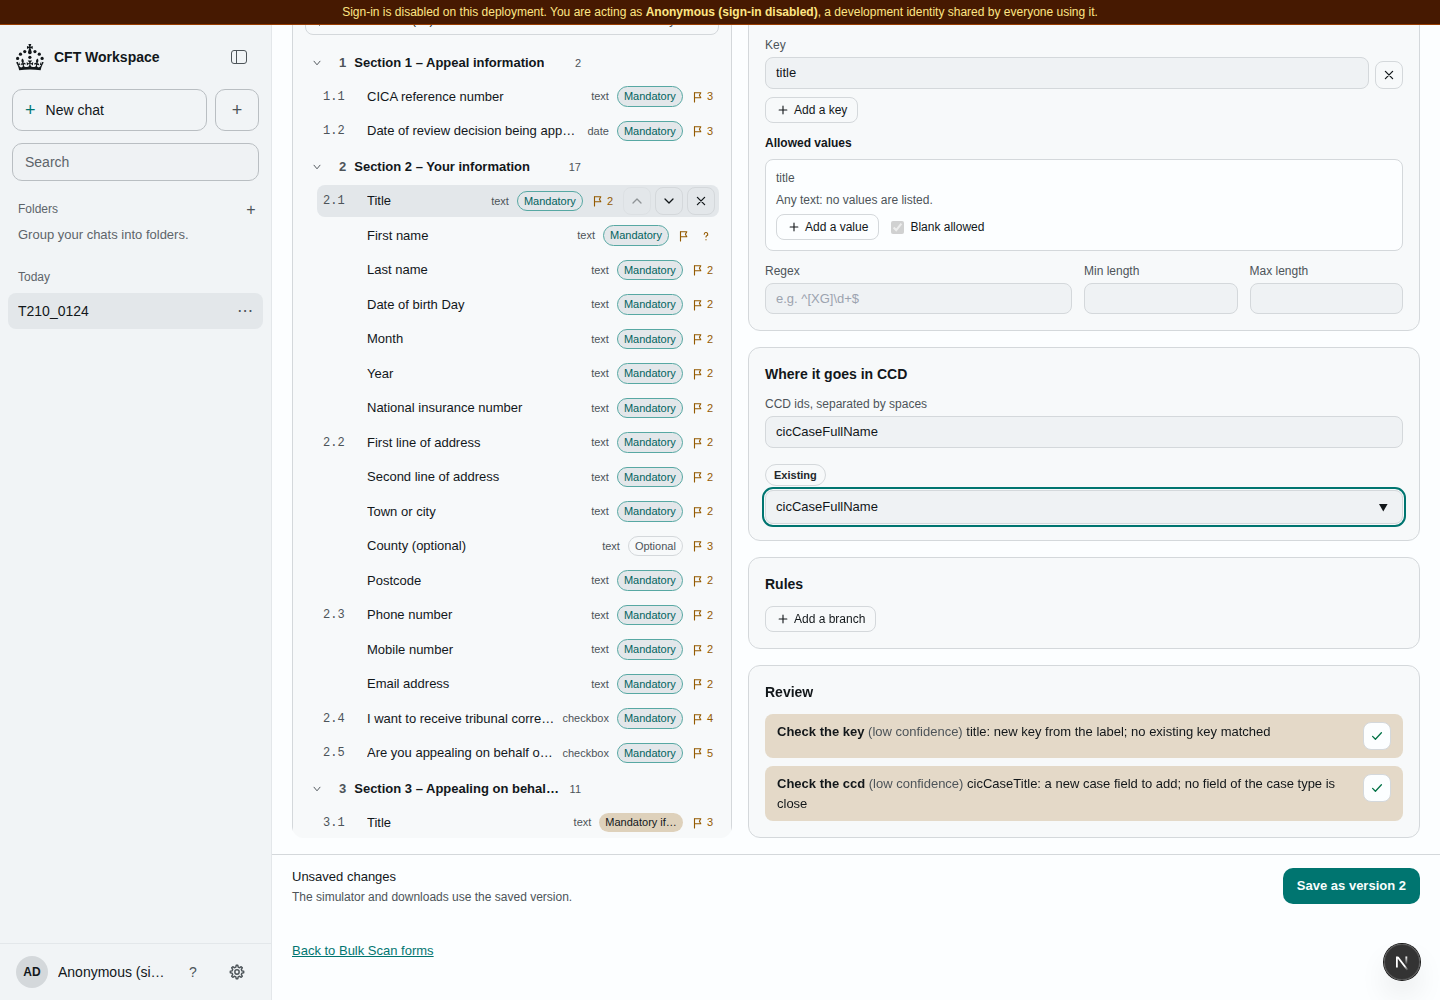 Sign-in is disabled on this deployment. You are acting as Anonymous (sign-in disabled), a development identity shared by everyone using it.
CFT Workspace
+ New chat
+
Search
Folders
+
Group your chats into folders.
Today
T210_0124
...
AD
Anonymous (si...
?
1 Section 1 – Appeal information 2
1.1 CICA reference number text Mandatory 3
1.2 Date of review decision being app... date Mandatory 3
2 Section 2 – Your information 17
2.1 Title text Mandatory 2
First name text Mandatory ?
Last name text Mandatory 2
Date of birth Day text Mandatory 2
Month text Mandatory 2
Year text Mandatory 2
National insurance number text Mandatory 2
2.2 First line of address text Mandatory 2
Second line of address text Mandatory 2
Town or city text Mandatory 2
County (optional) text Optional 3
Postcode text Mandatory 2
2.3 Phone number text Mandatory 2
Mobile number text Mandatory 2
Email address text Mandatory 2
2.4 I want to receive tribunal corre... checkbox Mandatory 4
2.5 Are you appealing on behalf o... checkbox Mandatory 5
3 Section 3 – Appealing on behal... 11
3.1 Title text Mandatory if... 3
Key
title
+ Add a key
Allowed values
title
Any text: no values are listed.
+ Add a value
Blank allowed
Regex Min length Max length
e.g. ^[XG]\d+$
Where it goes in CCD
CCD ids, separated by spaces
cicCaseFullName
Existing
cicCaseFullName
Rules
+ Add a branch
Review
Check the key (low confidence) title: new key from the label; no existing key matched
Check the ccd (low confidence) cicCaseTitle: a new case field to add; no field of the case type is
close
Unsaved changes
The simulator and downloads use the saved version.
Save as version 2
Back to Bulk Scan forms
N